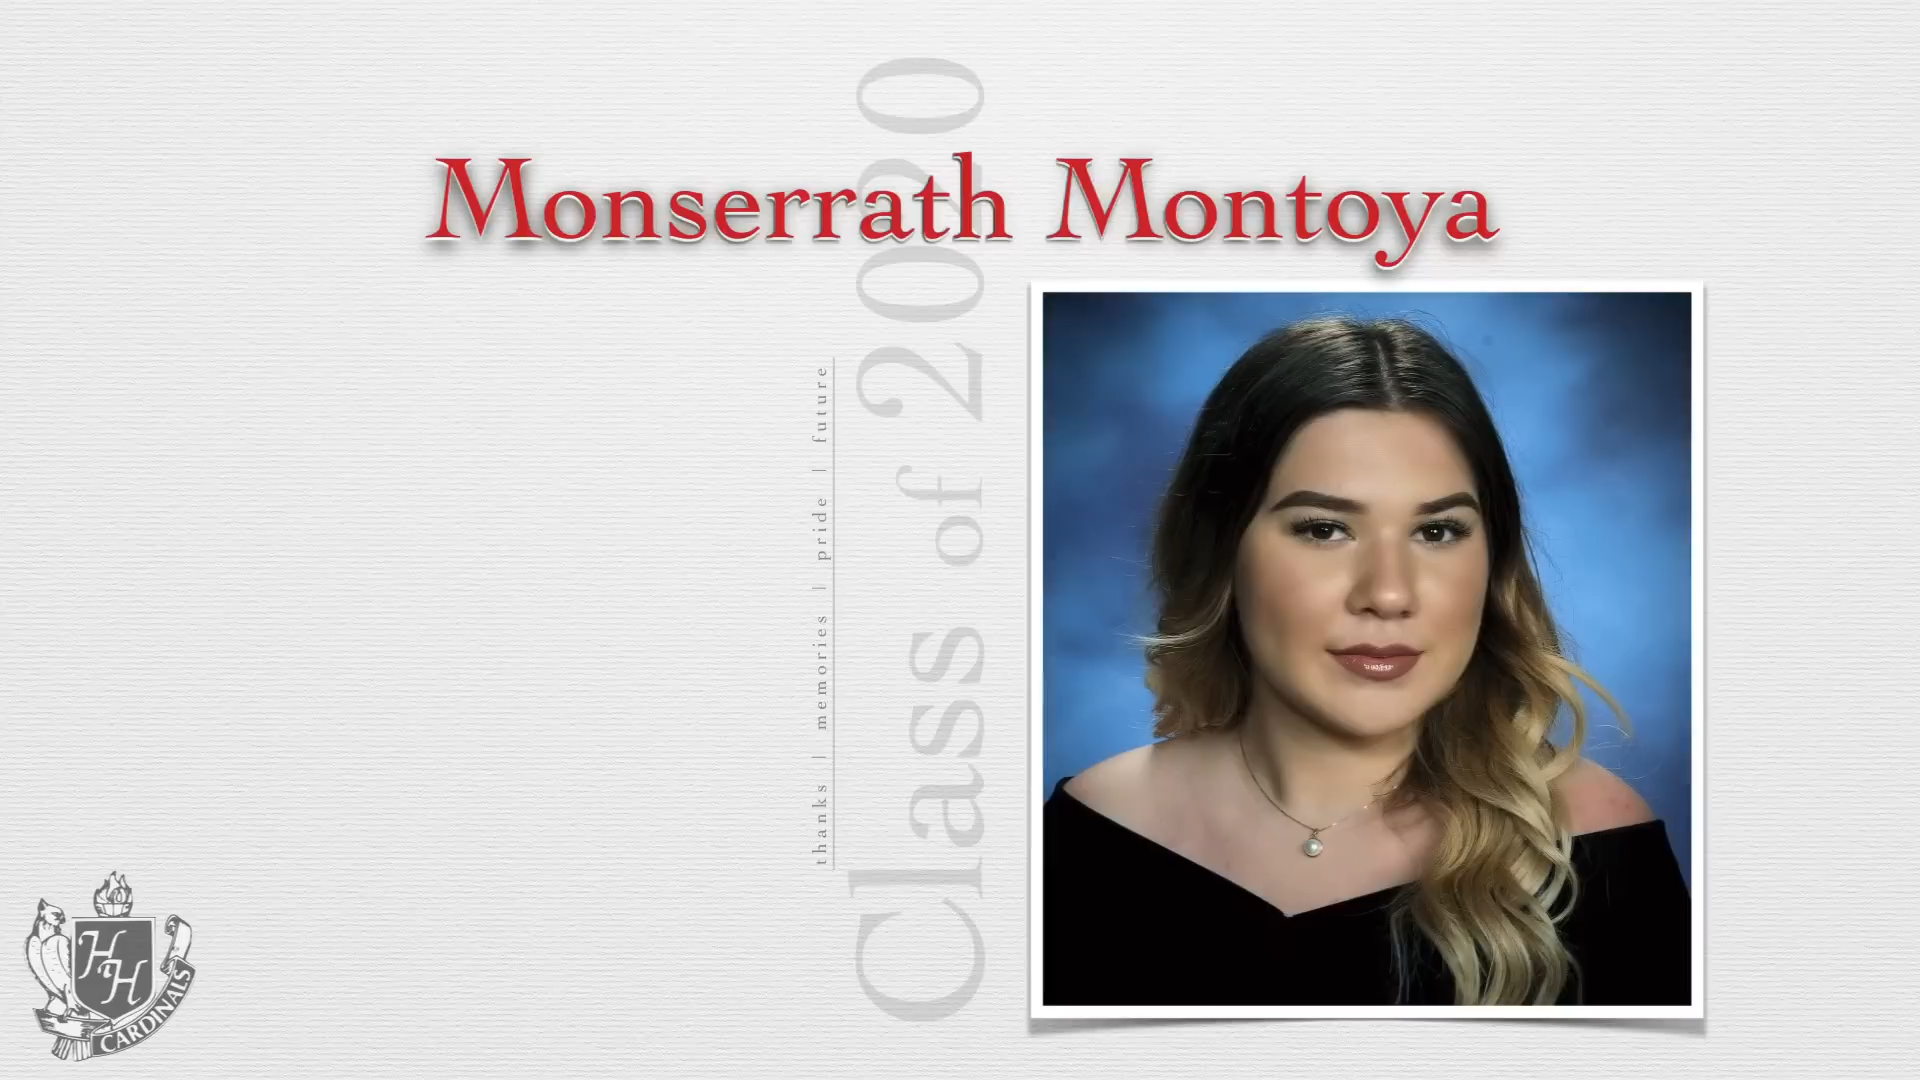 Monserrath Montoya
Class of 2020
thanks | memories | pride | future
HH
CARDINALS